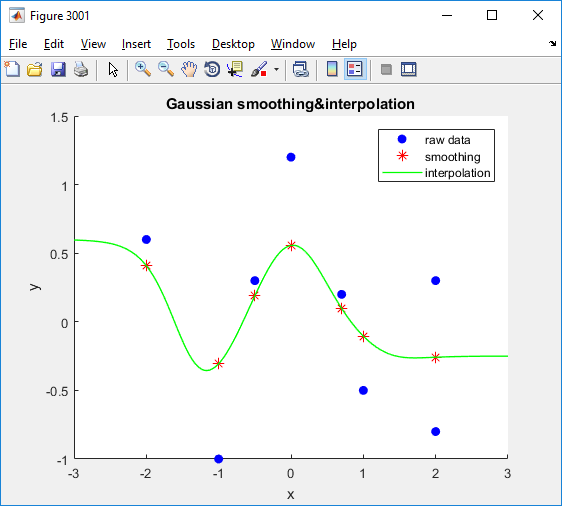 Figure 3001
File Edit View Insert Tools Desktop Window Help
Gaussian smoothing&interpolation
1.5
1
0.5
0
-0.5
-1
y
raw data
smoothing
interpolation
-3 -2 -1 0 1 2 3
x